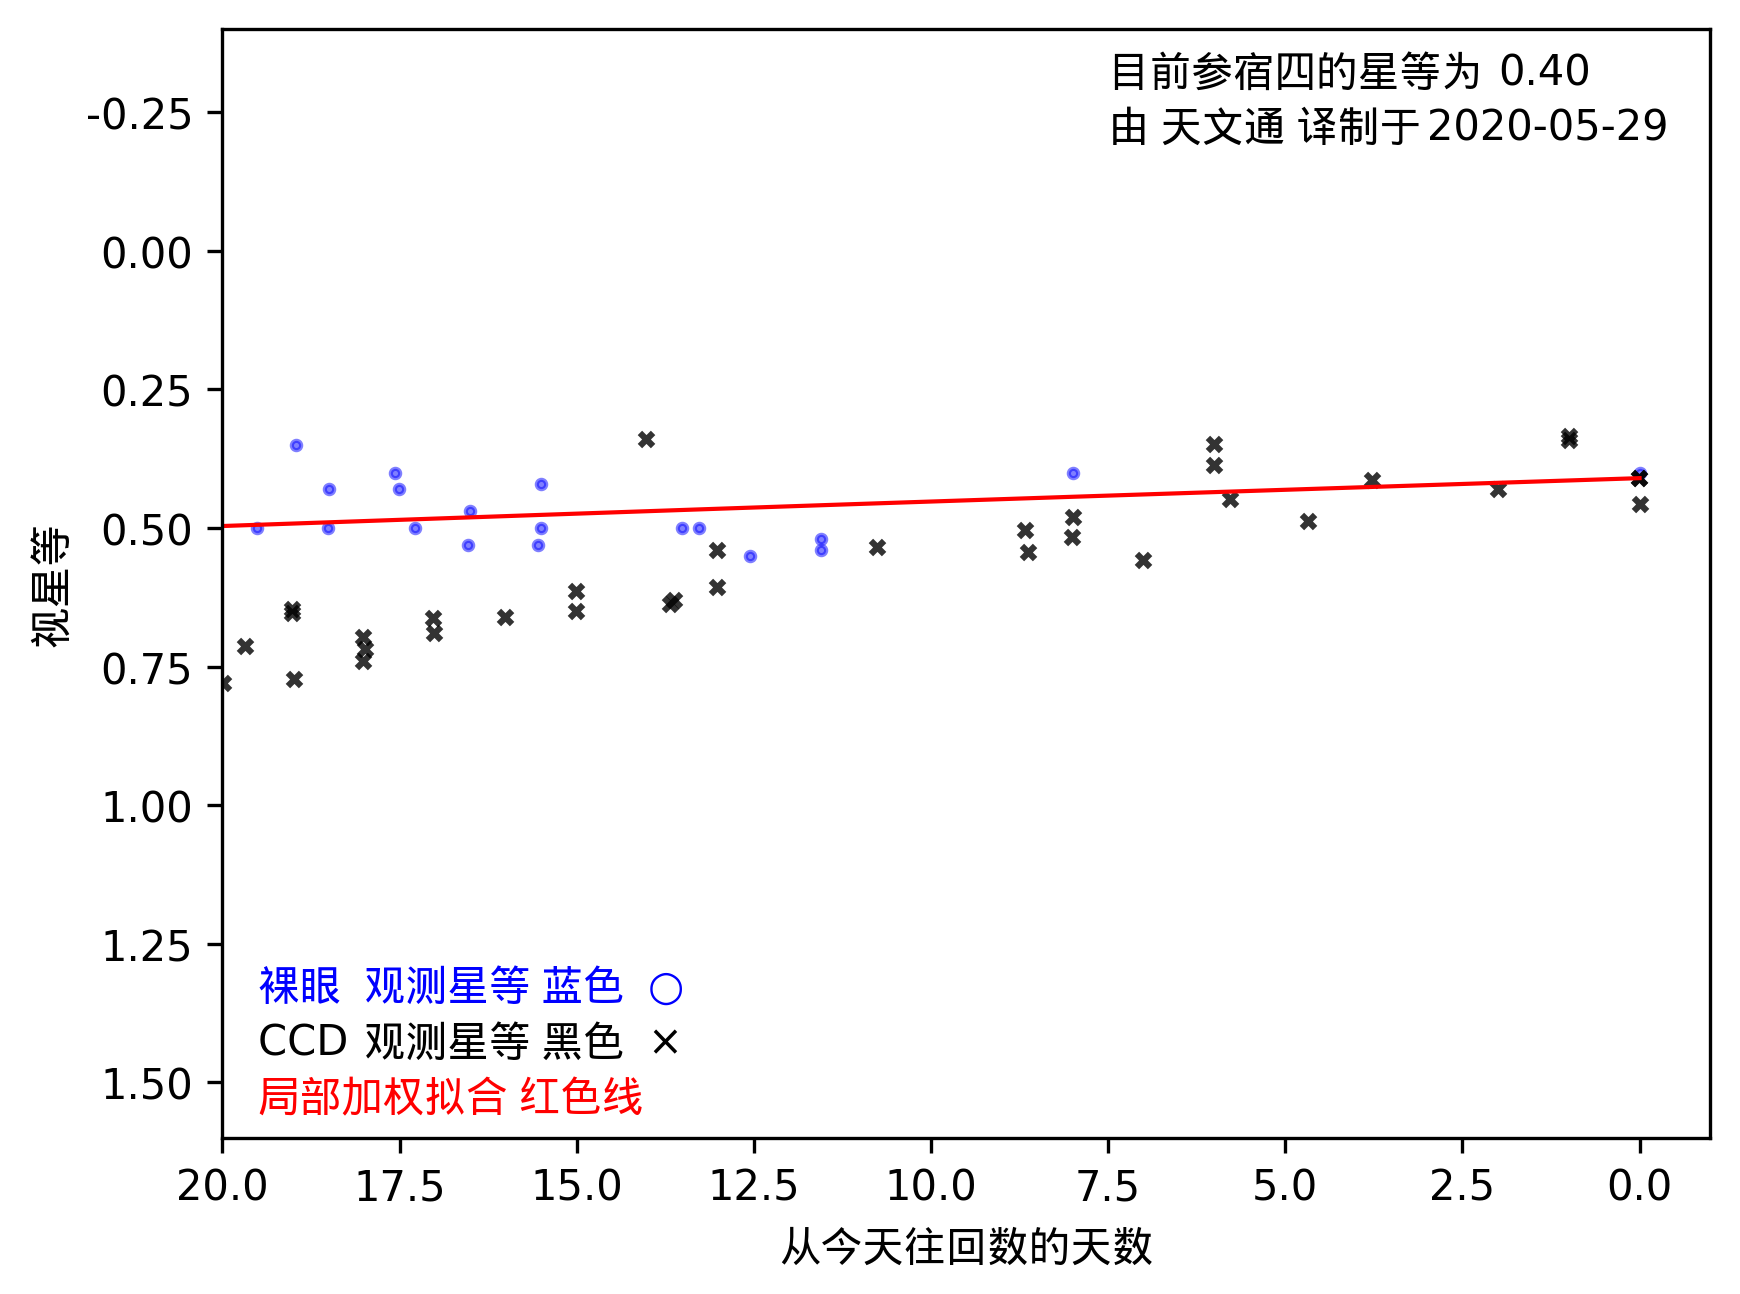 目前参宿四的星等为 0.40
由 天文通 译制于2020-05-29
-0.25
0.00
0.25
0.50
0.75
1.00
1.25
1.50
视星等
裸眼 观测星等 蓝色 ○
CCD 观测星等 黑色 ×
局部加权拟合 红色线
20.0 17.5 15.0 12.5 10.0 7.5 5.0 2.5 0.0
从今天往回数的天数